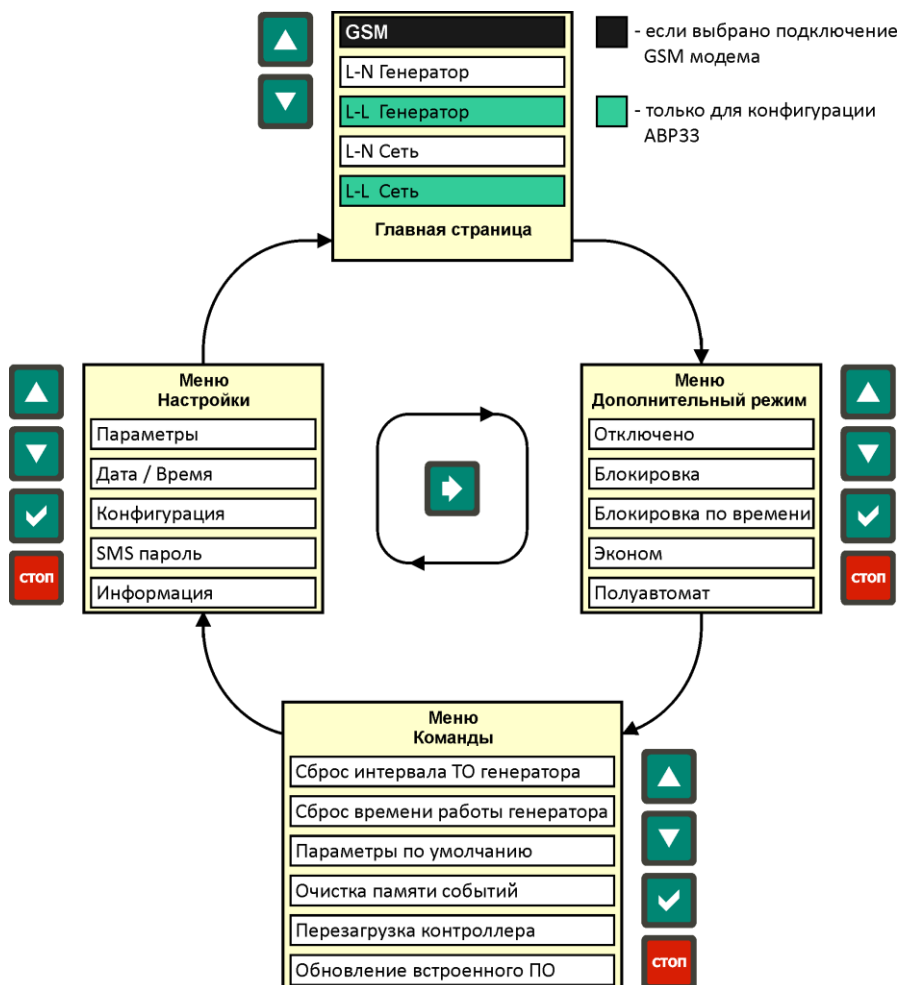 GSM
L-N Генератор
L-L Генератор
L-N Сеть
L-L Сеть
Главная страница
- если выбрано подключение
GSM модема
- только для конфигурации
АВР33
Меню
Настройки
Параметры
Дата / Время
Конфигурация
SMS пароль
Информация
СТОП
Меню
Дополнительный режим
Отключено
Блокировка
Блокировка по времени
Эконом
Полуавтомат
СТОП
Меню
Команды
Сброс интервала ТО генератора
Сброс времени работы генератора
Параметры по умолчанию
Очистка памяти событий
Перезагрузка контроллера
Обновление встроенного ПО
СТОП